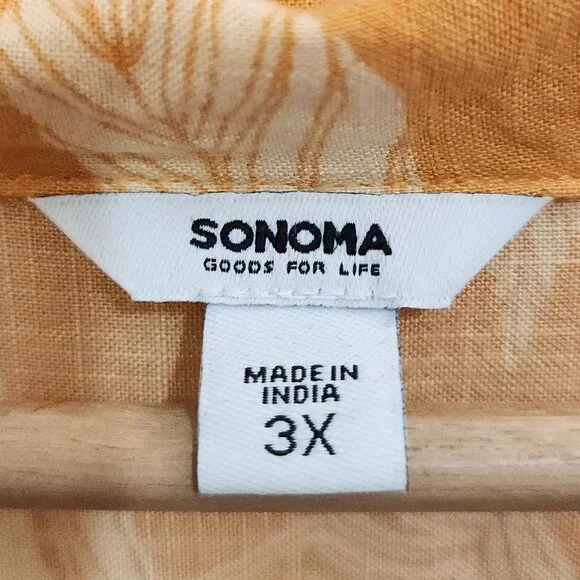 SONOMA
GOODS FOR LIFE
MADE IN
INDIA
3X